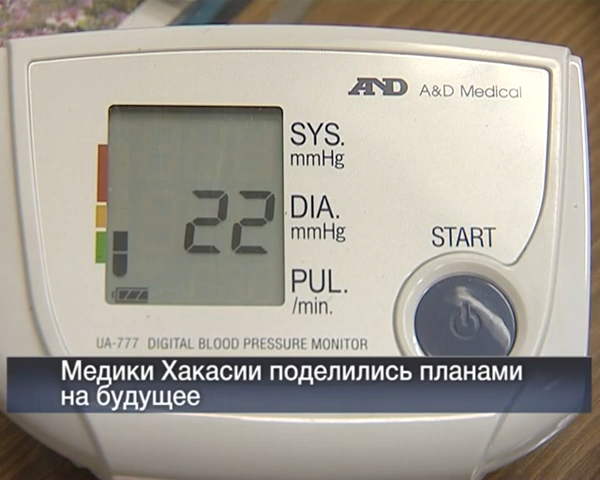 AND A&D Medical
SYS.
mmHg
22
DIA.
mmHg
START
PUL.
/min.
UA-777 DIGITAL BLOOD PRESSURE MONITOR
Медики Хакасии поделились планами
на будущее